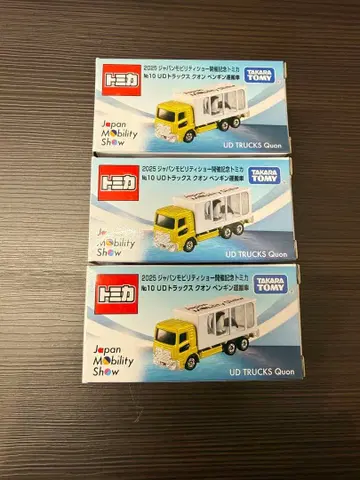 トミカ
2025 ジャパンモビリティショー開催記念トミカ
№10 UDトラックス クオン ペンギン運搬車
TAKARA
TOMY
Japan
Mobility
Show
UD TRUCKS Quon
トミカ
2025 ジャパンモビリティショー開催記念トミカ
№10 UDトラックス クオン ペンギン運搬車
TAKARA
TOMY
Japan
Mobility
Show
UD TRUCKS Quon
トミカ
2025 ジャパンモビリティショー開催記念トミカ
№10 UDトラックス クオン ペンギン運搬車
TAKARA
TOMY
Japan
Mobility
Show
UD TRUCKS Quon